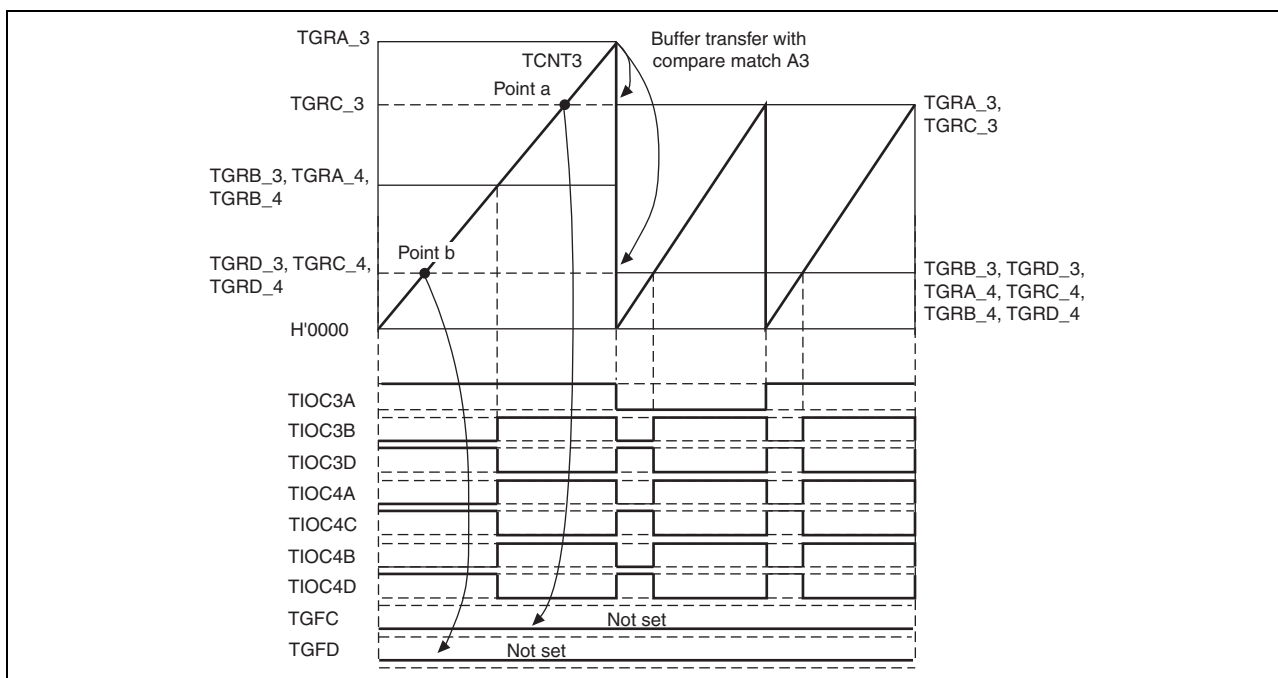 TGRA_3
TCNT3
Buffer transfer with
compare match A3
Point a
TGRC_3
TGRA_3,
TGRC_3
TGRB_3, TGRA_4,
TGRB_4
Point b
TGRD_3, TGRC_4,
TGRD_4
TGRB_3, TGRD_3,
TGRA_4, TGRC_4,
TGRB_4, TGRD_4
H'0000
TIOC3A
TIOC3B
TIOC3D
TIOC4A
TIOC4C
TIOC4B
TIOC4D
TGFC
Not set
TGFD
Not set